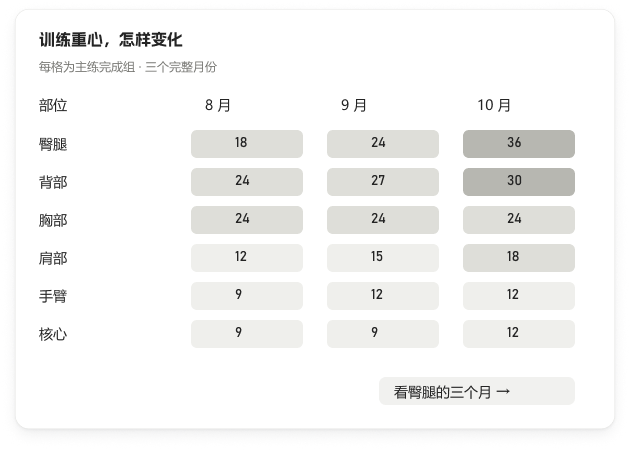 训练重心，怎样变化
每格为主练完成组 · 三个完整月份
部位 8 月 9 月 10 月
臀腿 18 24 36
背部 24 27 30
胸部 24 24 24
肩部 12 15 18
手臂 9 12 12
核心 9 9 12
看臀腿的三个月 →